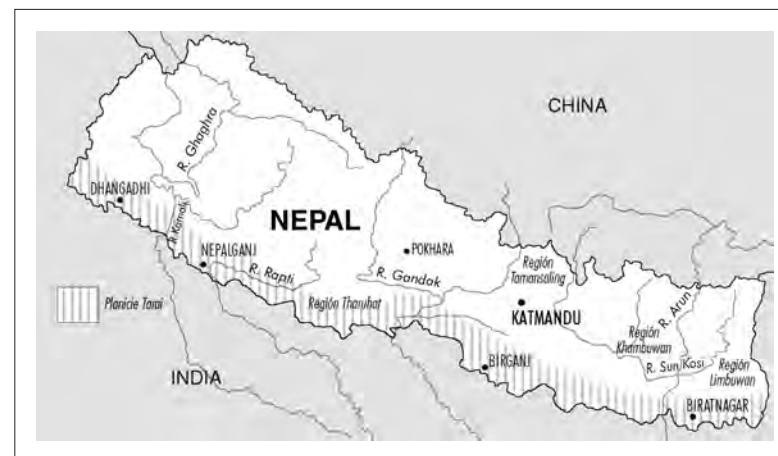 CHINA
R. Ghaghra
DHANGADHI
R. Karnali
NEPAL
NEPALGANJ
POKHARA
Región
Tamansaling
R. Rapti
R. Gandak
Planicie Tarai
Región Tharuhat
KATMANDU
R. Arun
Región
Khambuwan
BIRGANJ
R. Sun Kosi
Región
Limbuwan
INDIA
BIRATNAGAR